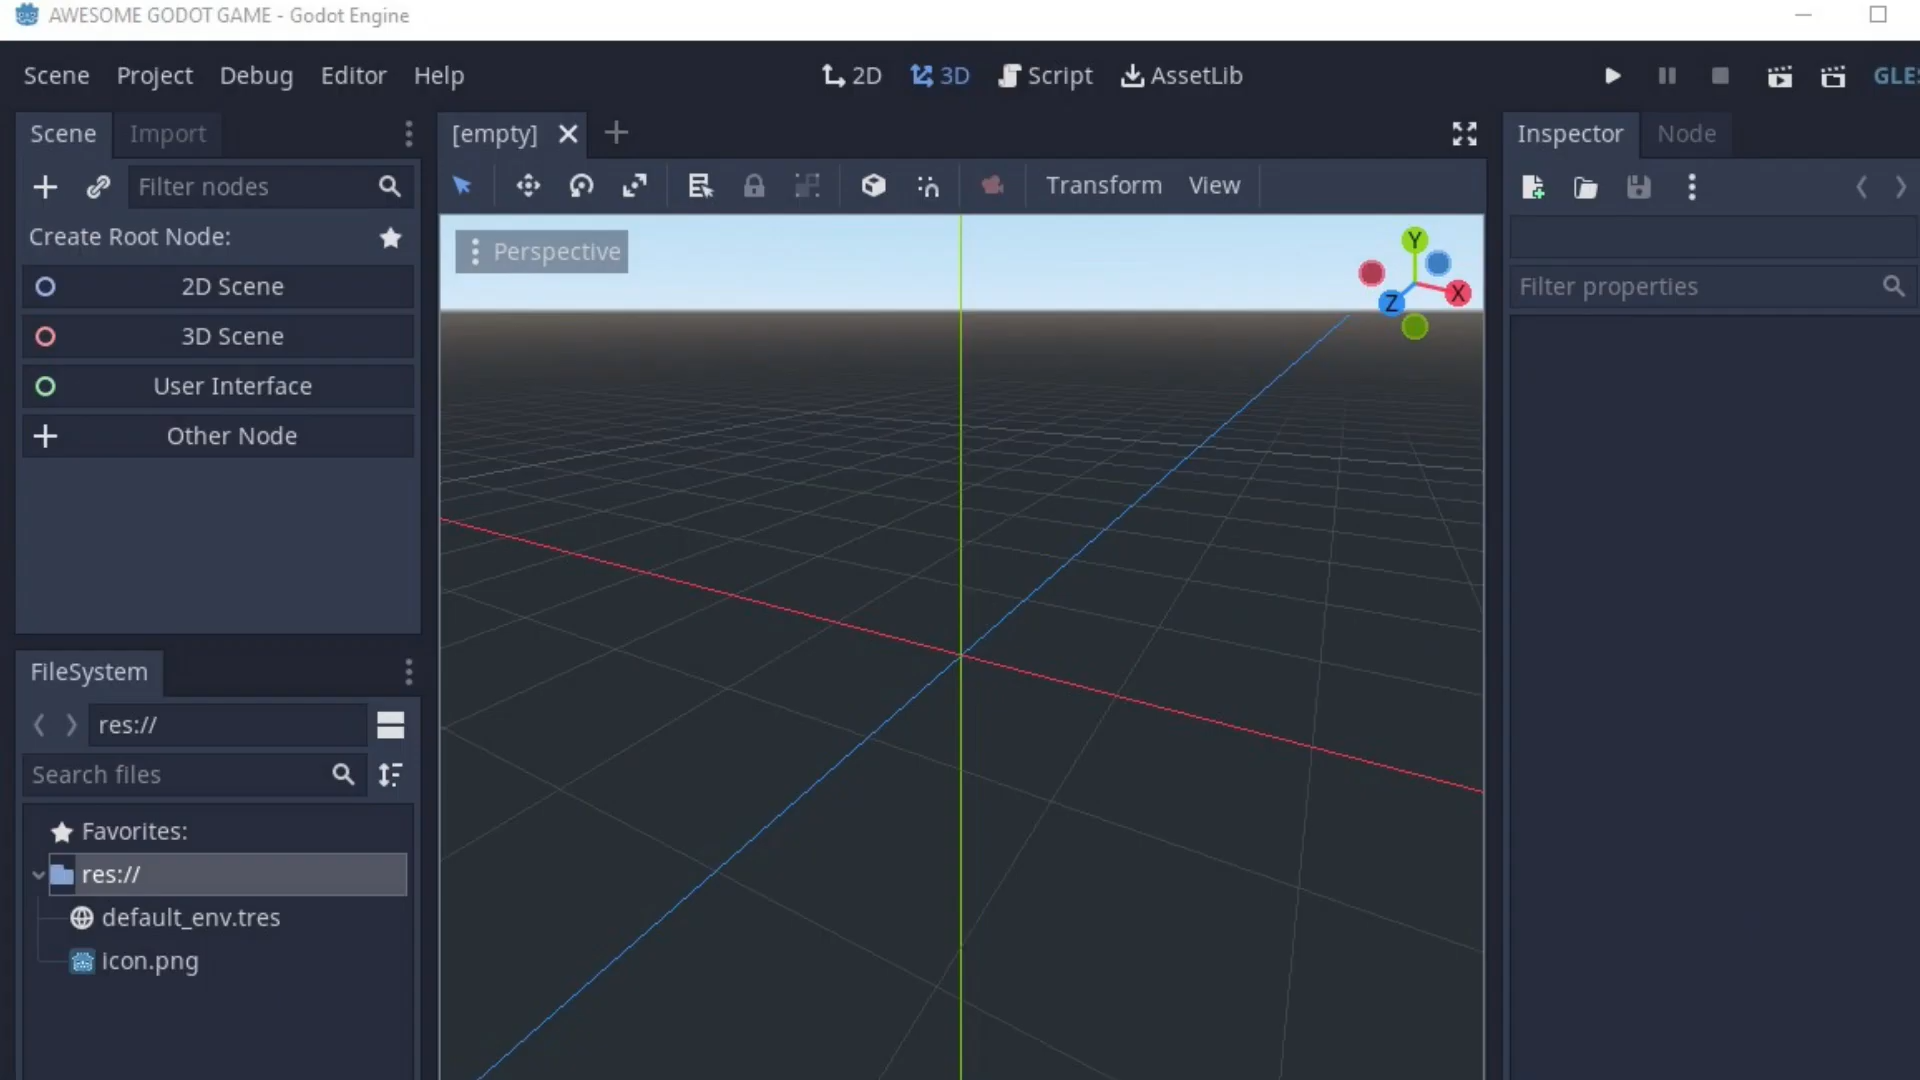 AWESOME GODOT GAME - Godot Engine
Scene Project Debug Editor Help 2D 3D Script AssetLib GLES
Scene Import [empty] Inspector Node
Filter nodes Transform View
Create Root Node: Perspective Y
Filter properties
2D Scene Z X
3D Scene
User Interface
Other Node
FileSystem
res://
Search files
Favorites:
res://
default_env.tres
icon.png